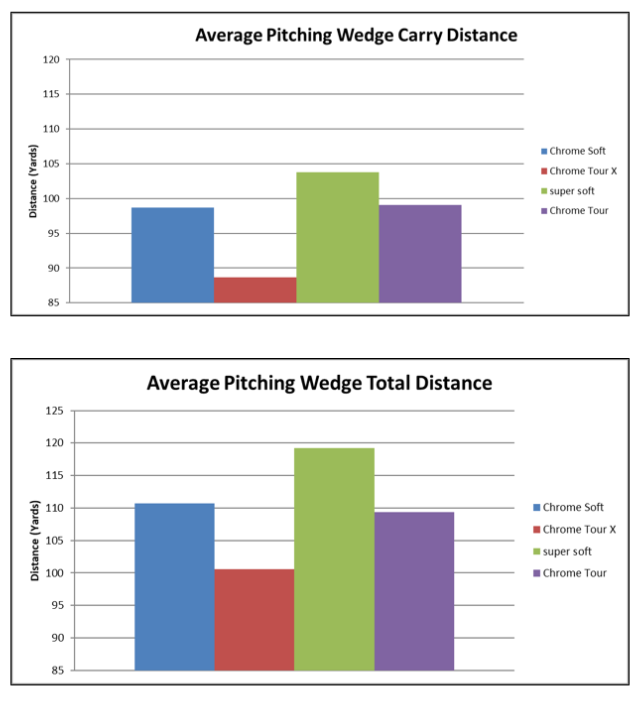 Average Pitching Wedge Carry Distance
120
115
110
105
100
95
90
85
Distance (Yards)
Chrome Soft
Chrome Tour X
super soft
Chrome Tour
Average Pitching Wedge Total Distance
125
120
115
110
105
100
95
90
85
Distance (Yards)
Chrome Soft
Chrome Tour X
super soft
Chrome Tour